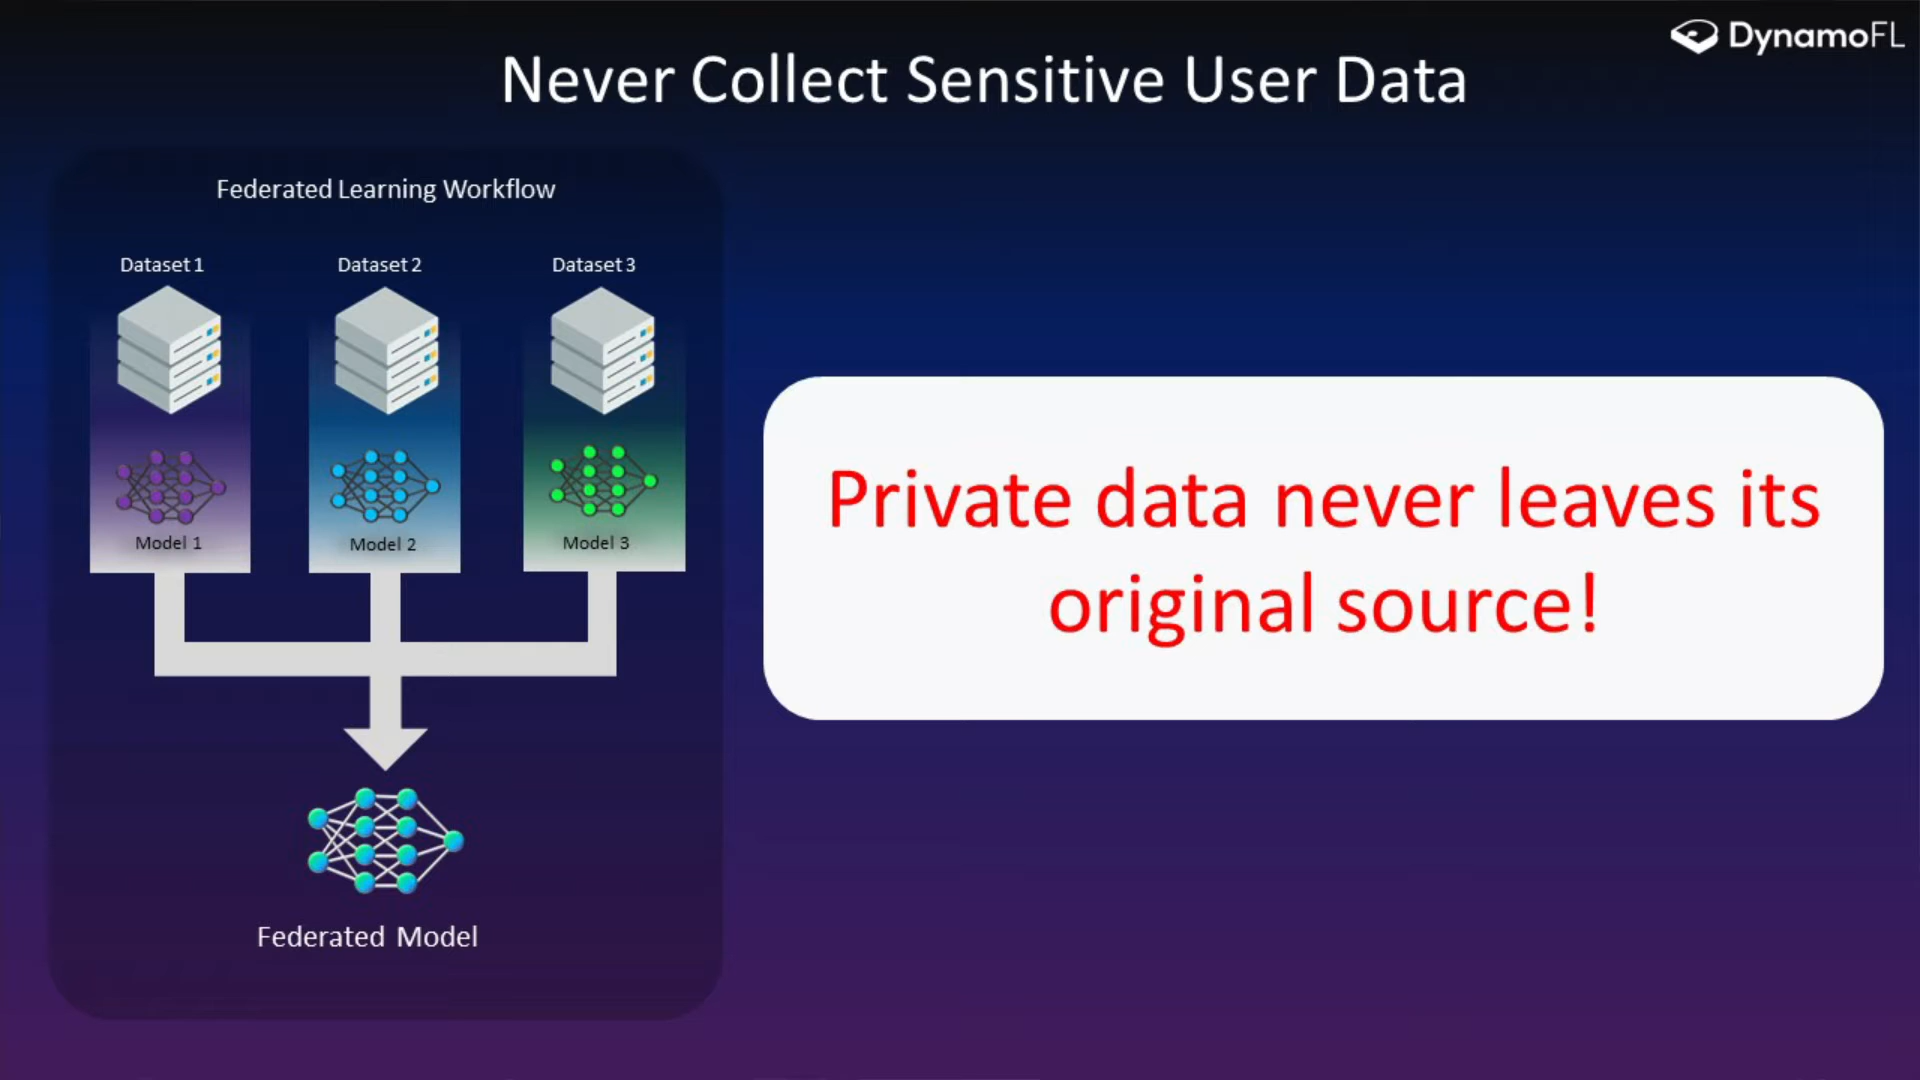 DynamoFL
Never Collect Sensitive User Data
Federated Learning Workflow
Dataset 1
Dataset 2
Dataset 3
Model 1
Model 2
Model 3
Federated Model
Private data never leaves its
original source!